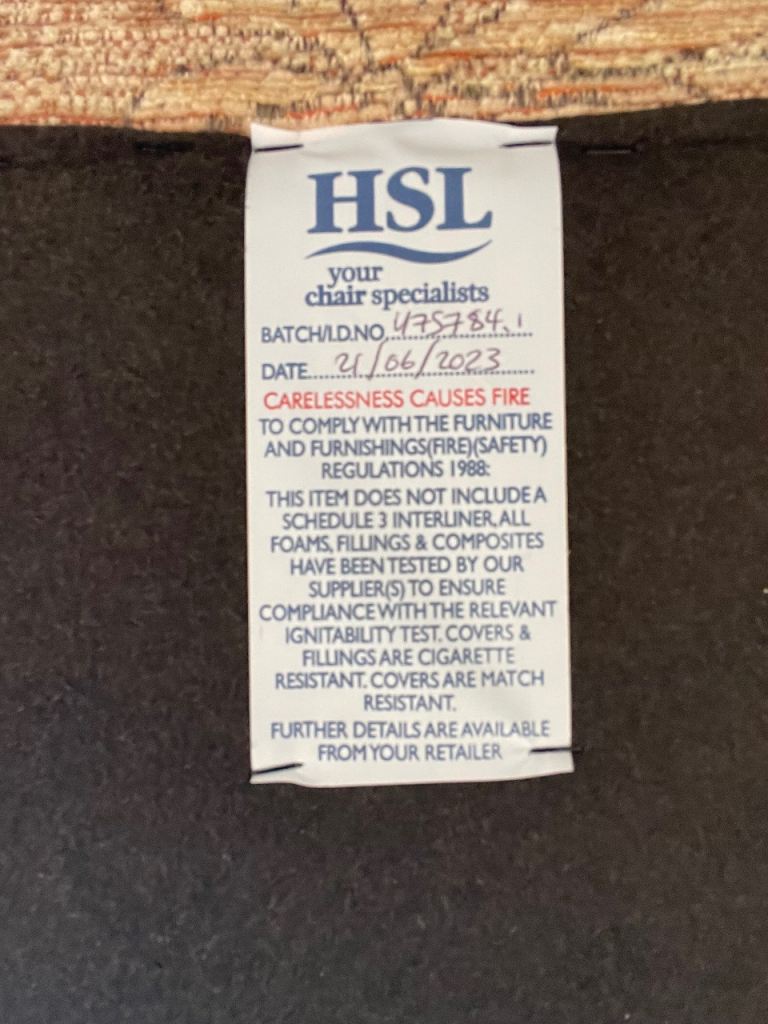 HSL
your
chair specialists
BATCH/I.D.NO. 475784.1
DATE 21/06/2023
CARELESSNESS CAUSES FIRE
TO COMPLY WITH THE FURNITURE
AND FURNISHINGS(FIRE)(SAFETY)
REGULATIONS 1988:
THIS ITEM DOES NOT INCLUDE A
SCHEDULE 3 INTERLINER, ALL
FOAMS, FILLINGS & COMPOSITES
HAVE BEEN TESTED BY OUR
SUPPLIER(S) TO ENSURE
COMPLIANCE WITH THE RELEVANT
IGNITABILITY TEST. COVERS &
FILLINGS ARE CIGARETTE
RESISTANT. COVERS ARE MATCH
RESISTANT.
FURTHER DETAILS ARE AVAILABLE
FROM YOUR RETAILER